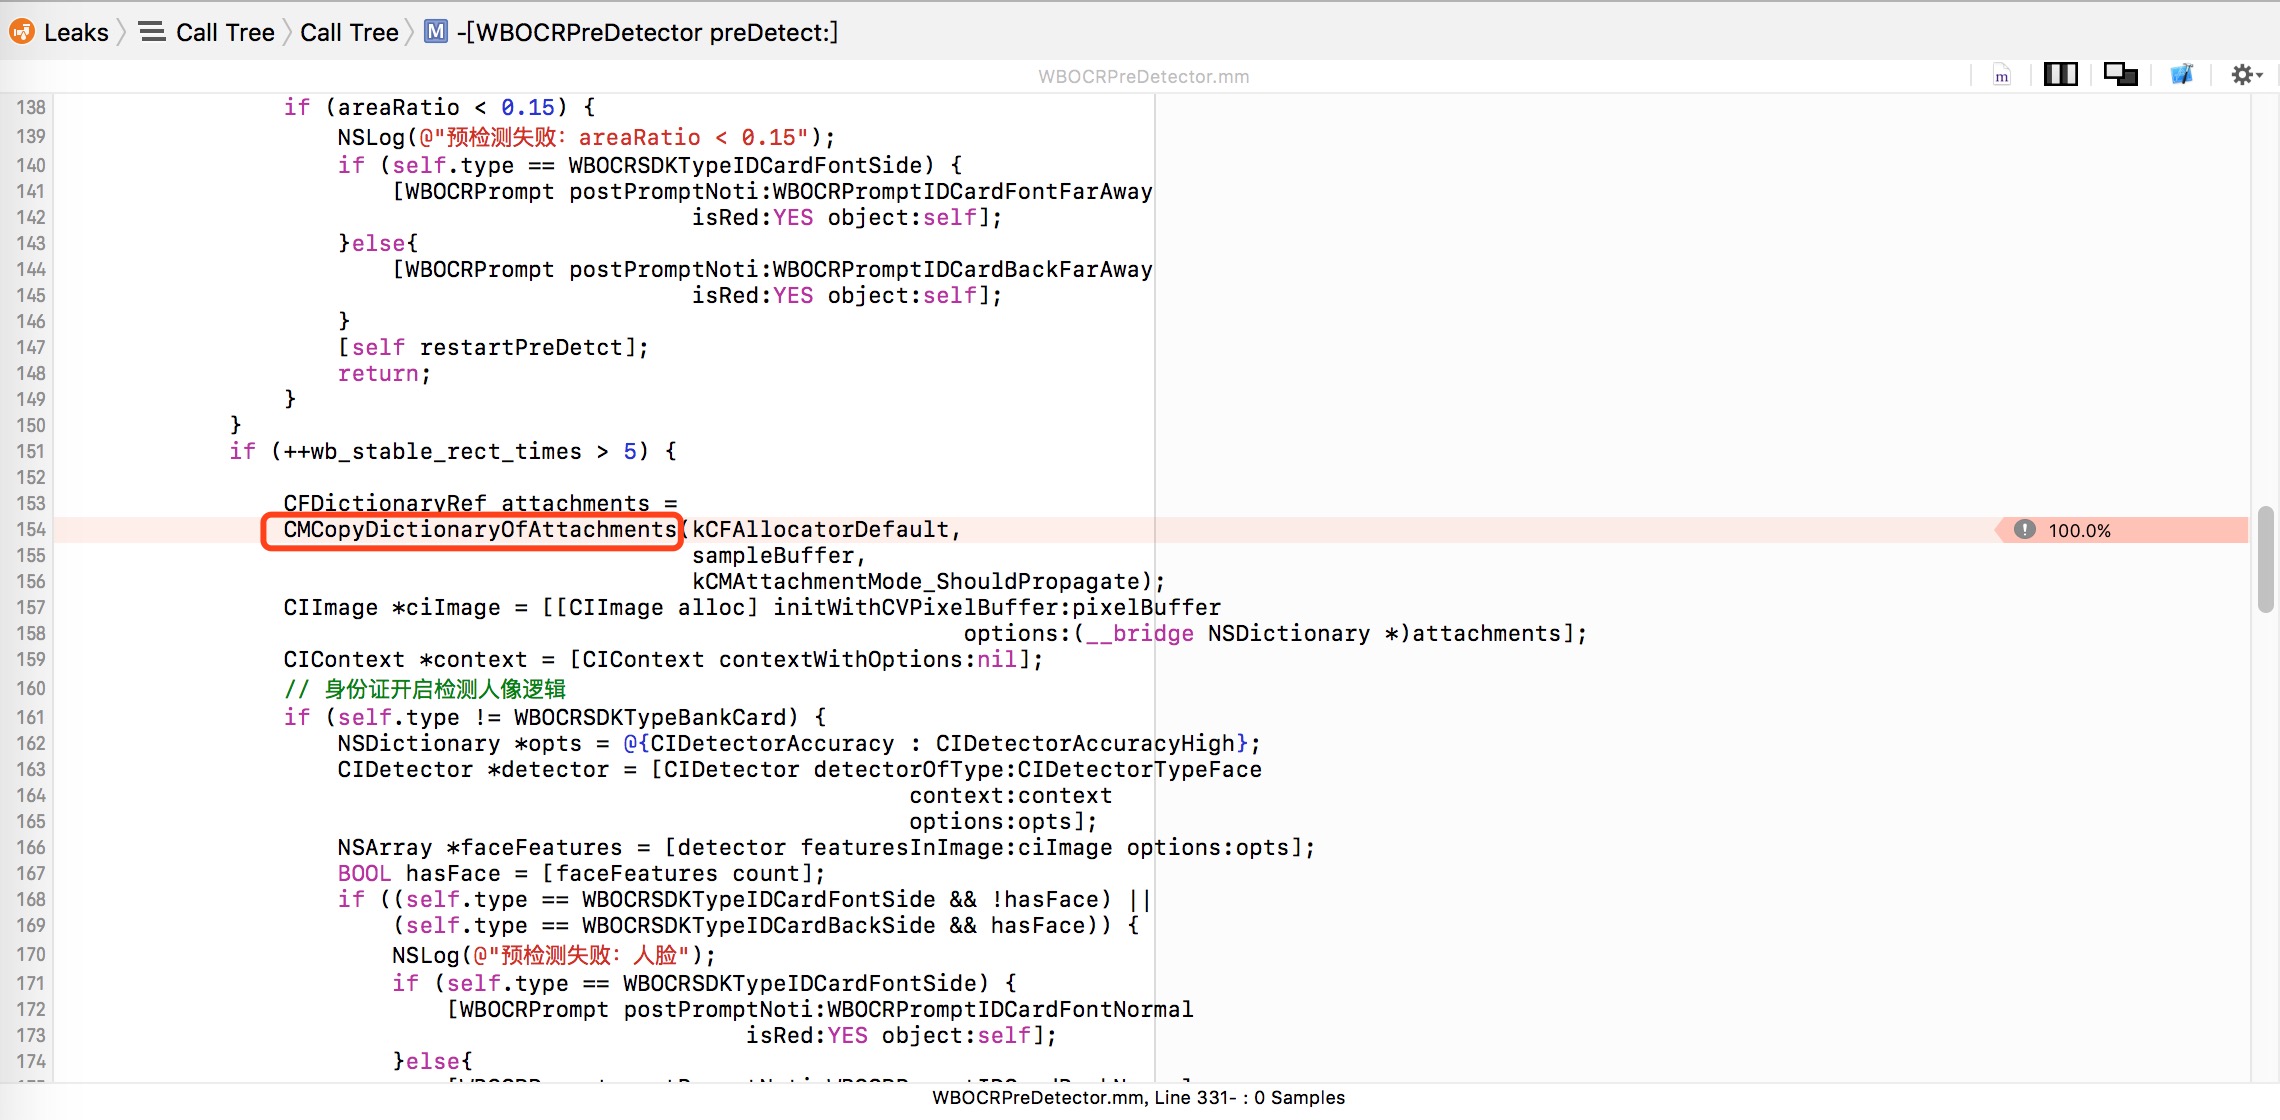 Leaks Call Tree Call Tree M -[WBOCRPreDetector preDetect:]
WBOCRPreDetector.mm
m
138 if (areaRatio < 0.15) {
139 NSLog(@"预检测失败: areaRatio < 0.15");
140 if (self.type == WBOCRSDKTypeIDCardFontSide) {
141 [WBOCRPrompt postPromptNoti:WBOCRPromptIDCardFontFarAway
142 isRed:YES object:self];
143 }else{
144 [WBOCRPrompt postPromptNoti:WBOCRPromptIDCardBackFarAway
145 isRed:YES object:self];
146 }
147 [self restartPreDetct];
148 return;
149 }
150 }
151 if (++wb_stable_rect_times > 5) {
152
153 CFDictionaryRef attachments =
154 CMCopyDictionaryOfAttachments(kCFAllocatorDefault, 100.0%
155 sampleBuffer,
156 kCMAttachmentMode_ShouldPropagate);
157 CIImage *ciImage = [[CIImage alloc] initWithCVPixelBuffer:pixelBuffer
158 options:(__bridge NSDictionary *)attachments];
159 CIContext *context = [CIContext contextWithOptions:nil];
160 // 身份证开启检测人像逻辑
161 if (self.type != WBOCRSDKTypeBankCard) {
162 NSDictionary *opts = @{CIDetectorAccuracy : CIDetectorAccuracyHigh};
163 CIDetector *detector = [CIDetector detectorOfType:CIDetectorTypeFace
164 context:context
165 options:opts];
166 NSArray *faceFeatures = [detector featuresInImage:ciImage options:opts];
167 BOOL hasFace = [faceFeatures count];
168 if ((self.type == WBOCRSDKTypeIDCardFontSide && !hasFace) ||
169 (self.type == WBOCRSDKTypeIDCardBackSide && hasFace)) {
170 NSLog(@"预检测失败: 人脸");
171 if (self.type == WBOCRSDKTypeIDCardFontSide) {
172 [WBOCRPrompt postPromptNoti:WBOCRPromptIDCardFontNormal
173 isRed:YES object:self];
174 }else{
WBOCRPreDetector.mm, Line 331- : 0 Samples